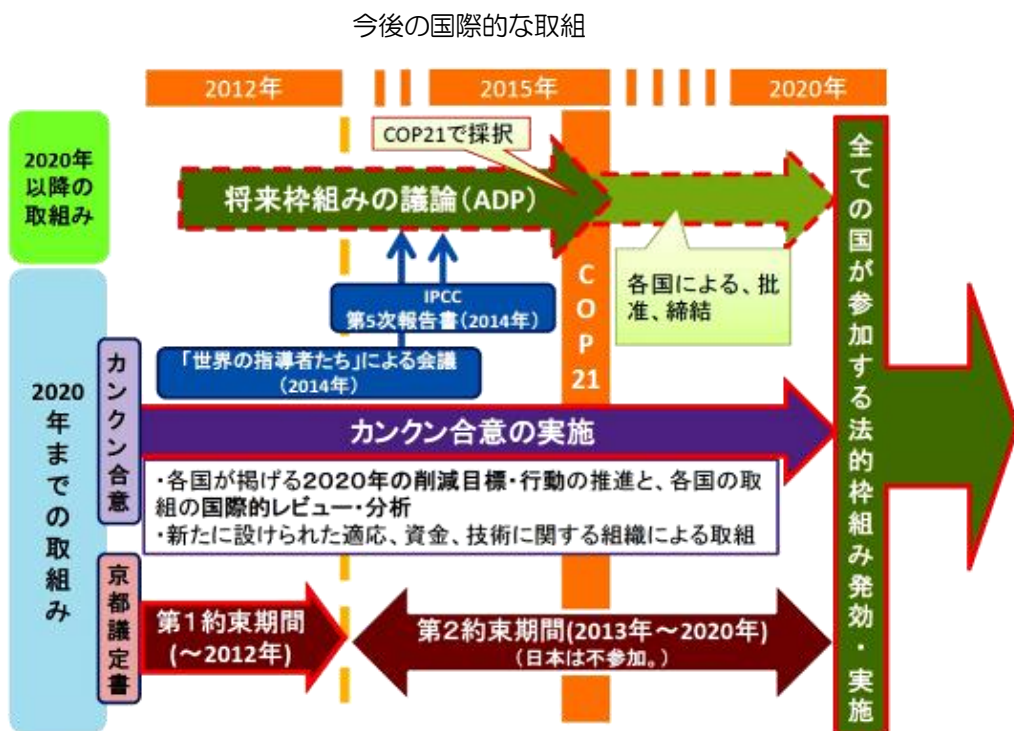 今後の国際的な取組
2012年
2015年
2020年
2020年
以降の
取組み
COP21で採択
将来枠組みの議論(ADP)
各国による、批
准、締結
IPCC
第5次報告書(2014年)
「世界の指導者たち」による会議
(2014年)
COP21
2020年までの取組み
カンクン合意
カンクン合意の実施
・各国が掲げる2020年の削減目標・行動の推進と、各国の取
組の国際的レビュー・分析
・新たに設けられた適応、資金、技術に関する組織による取組
京都議定書
第1約束期間
(～2012年)
第2約束期間(2013年～2020年)
(日本は不参加。)
全ての国が参加する法的枠組み発効・実施